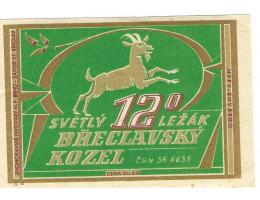 12°
SVĚTLÝ LEŽÁK
BŘECLAVSKÝ
KOZEL
ČSN 56 6635